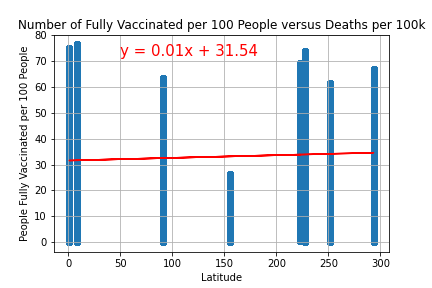 Number of Fully Vaccinated per 100 People versus Deaths per 100k
y = 0.01x + 31.54
People Fully Vaccinated per 100 People
80
70
60
50
40
30
20
10
0
0 50 100 150 200 250 300
Latitude